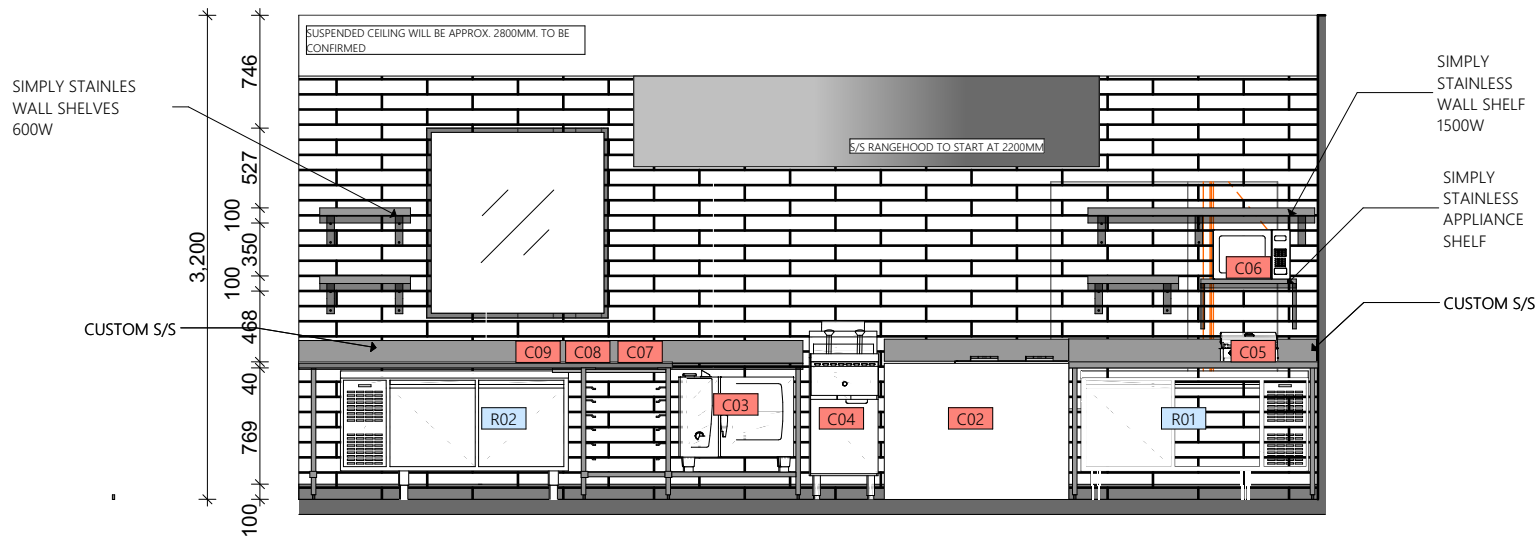 SUSPENDED CEILING WILL BE APPROX. 2800MM. TO BE
CONFIRMED
SIMPLY STAINLES
WALL SHELVES
600W
SIMPLY
STAINLESS
WALL SHELF
1500W
S/S RANGEHOOD TO START AT 2200MM
SIMPLY
STAINLESS
APPLIANCE
SHELF
3,200
746
527
100
350
100
468
40
769
100
C06
CUSTOM S/S
CUSTOM S/S
C09
C08
C07
C05
C03
R02
C04
C02
R01